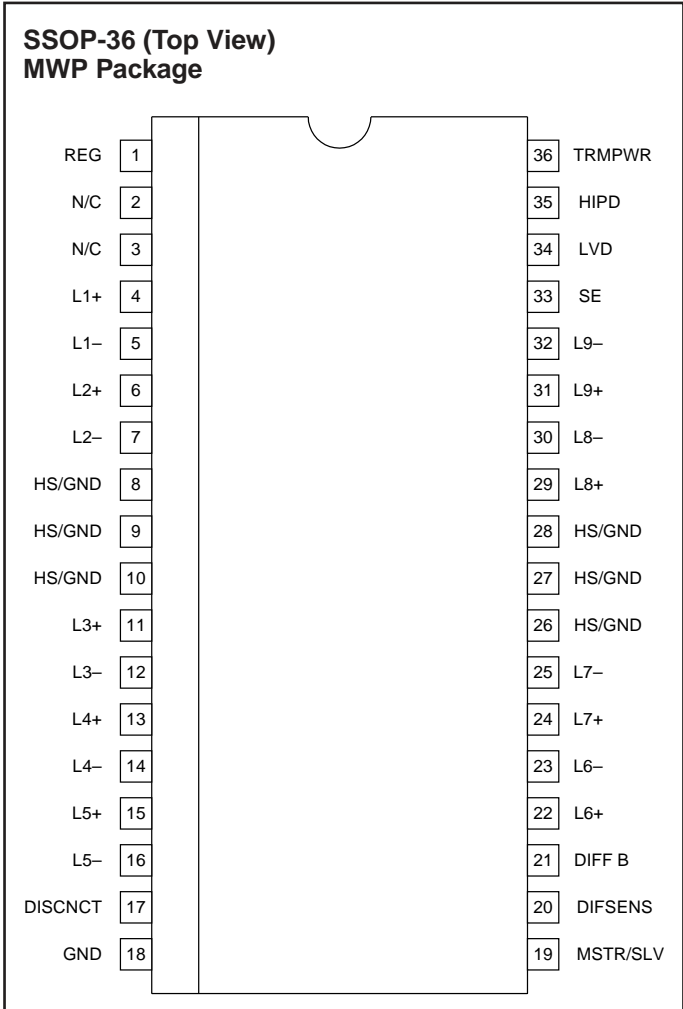 SSOP-36 (Top View)
MWP Package
REG 1 36 TRMPWR
N/C 2 35 HIPD
N/C 3 34 LVD
L1+ 4 33 SE
L1– 5 32 L9–
L2+ 6 31 L9+
L2– 7 30 L8–
HS/GND 8 29 L8+
HS/GND 9 28 HS/GND
HS/GND 10 27 HS/GND
L3+ 11 26 HS/GND
L3– 12 25 L7–
L4+ 13 24 L7+
L4– 14 23 L6–
L5+ 15 22 L6+
L5– 16 21 DIFF B
DISCNCT 17 20 DIFSENS
GND 18 19 MSTR/SLV